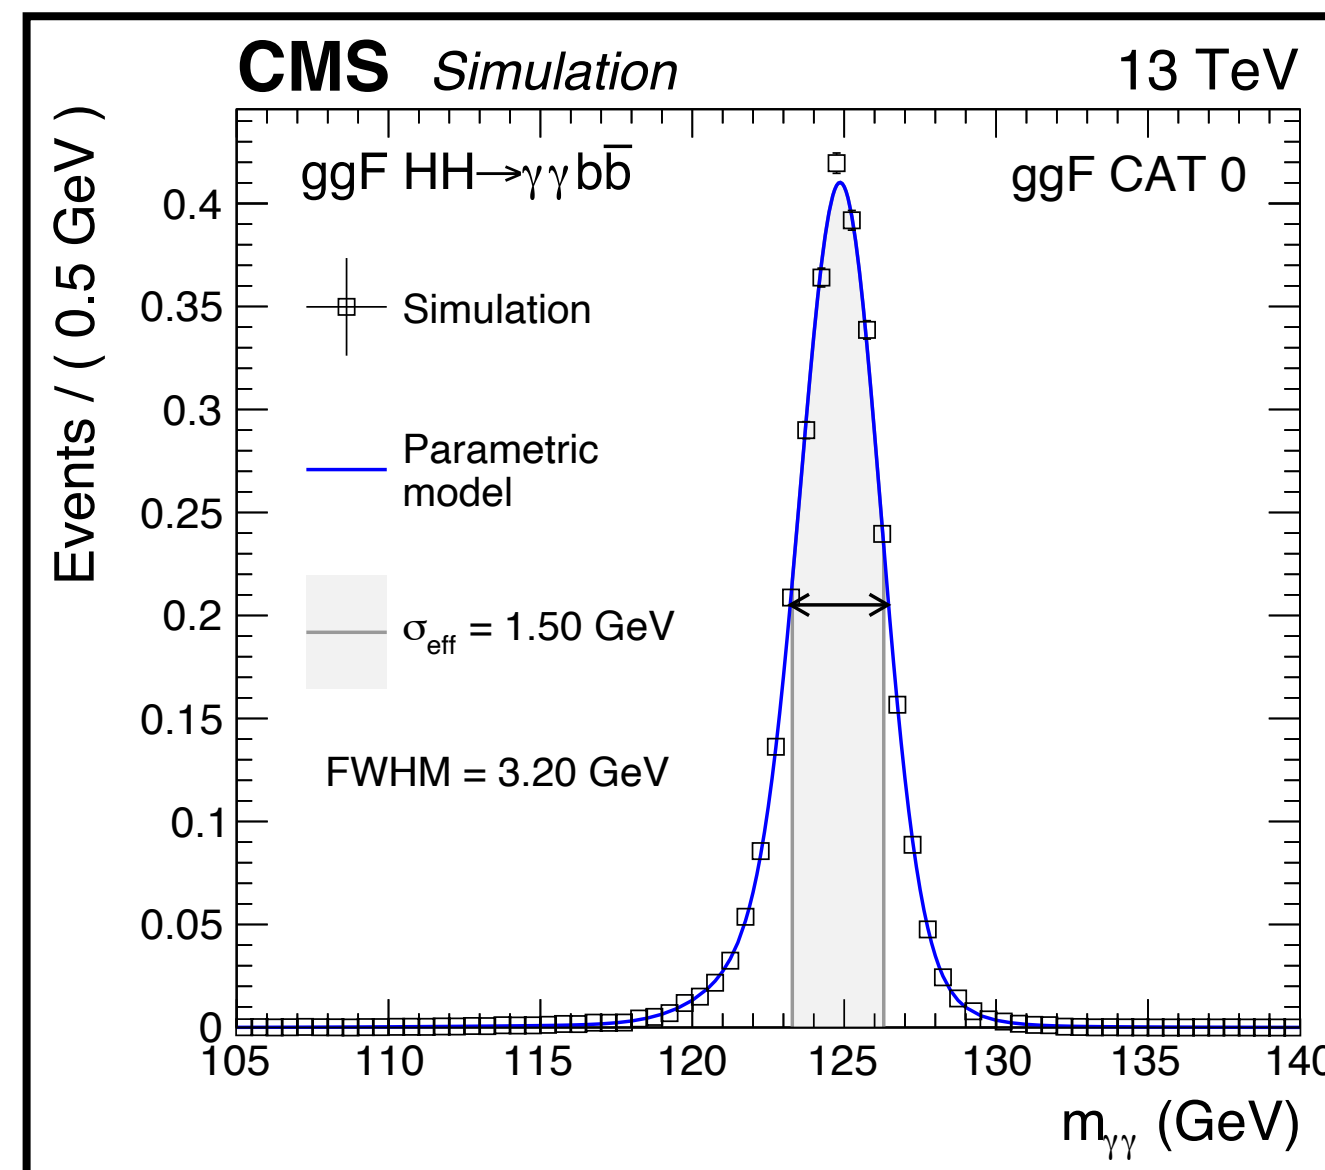 CMS Simulation 13 TeV
Events / ( 0.5 GeV )
ggF HH→γγbb̅
ggF CAT 0
Simulation
Parametric
model
σeff = 1.50 GeV
FWHM = 3.20 GeV
0.4
0.35
0.3
0.25
0.2
0.15
0.1
0.05
0
105 110 115 120 125 130 135 140
mγγ (GeV)